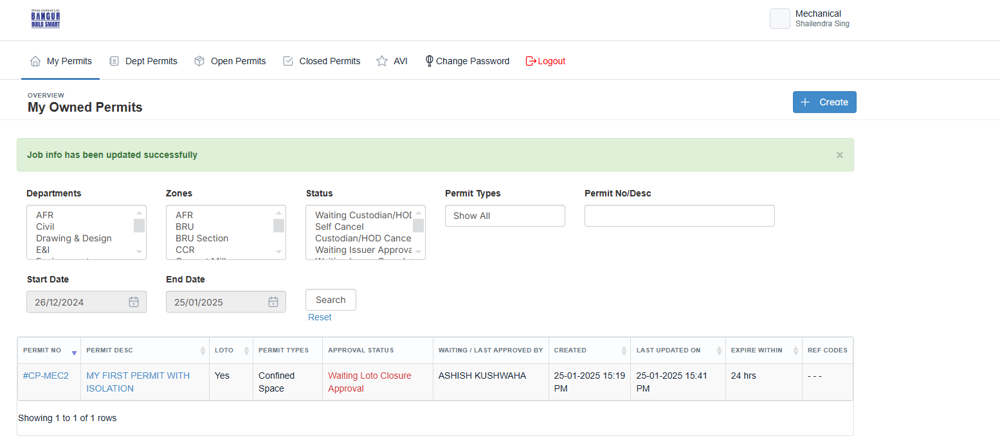 Shree Cement Ltd.
BANGUR
BUILD SMART
Mechanical
Shailendra Sing
My Permits
Dept Permits
Open Permits
Closed Permits
AVI
Change Password
Logout
OVERVIEW
My Owned Permits
Create
Job info has been updated successfully
×
Departments
Zones
Status
Permit Types
Permit No/Desc
AFR
Civil
Drawing & Design
E&I
AFR
BRU
BRU Section
CCR
Waiting Custodian/HOD
Self Cancel
Custodian/HOD Cance
Waiting Issuer Approva
Show All
Start Date
End Date
26/12/2024
25/01/2025
Search
Reset
PERMIT NO PERMIT DESC LOTO PERMIT TYPES APPROVAL STATUS WAITING / LAST APPROVED BY CREATED LAST UPDATED ON EXPIRE WITHIN REF CODES
#CP-MEC2 MY FIRST PERMIT WITH Yes Confined Waiting Loto Closure ASHISH KUSHWAHA 25-01-2025 15:19 25-01-2025 15:41 24 hrs - - -
ISOLATION Space Approval PM PM
Showing 1 to 1 of 1 rows